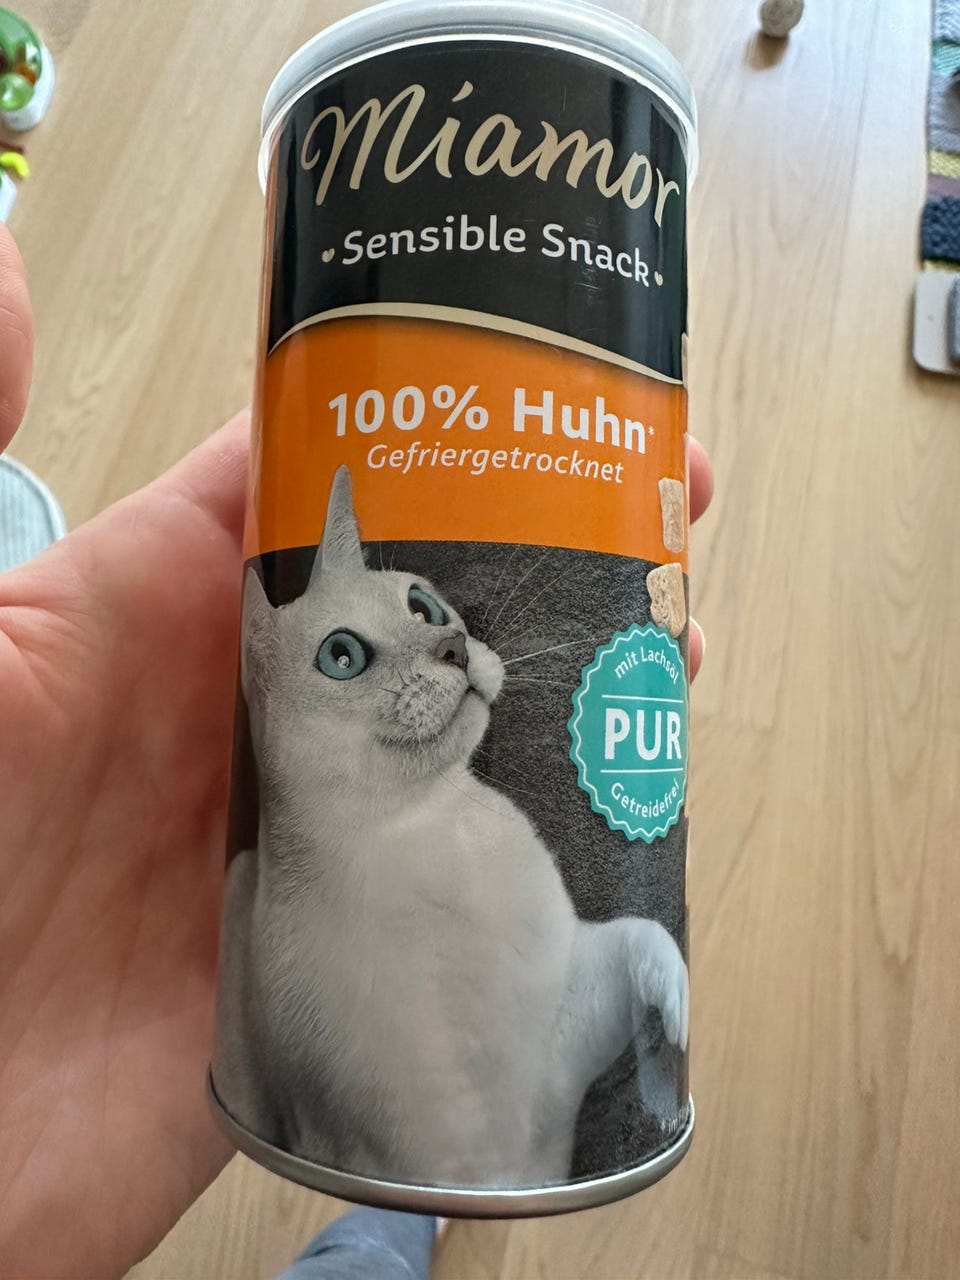 Miamor
Sensible Snack
100% Huhn*
Gefriergetrocknet
mit Lachsöl
PUR
Getreidefrei